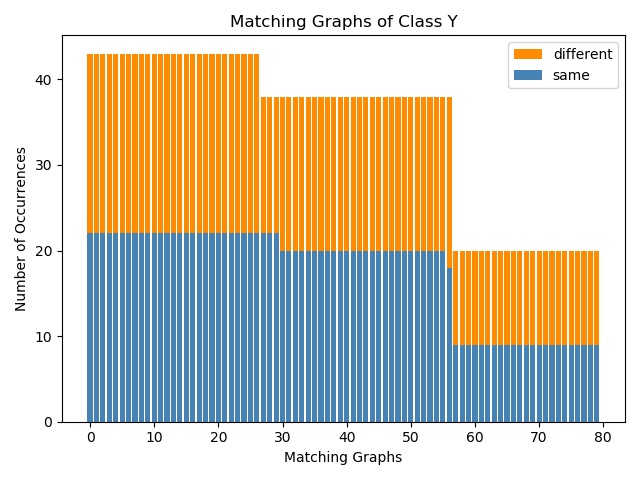 Matching Graphs of Class Y
different
same
Number of Occurrences
40
30
20
10
0
0 10 20 30 40 50 60 70 80
Matching Graphs